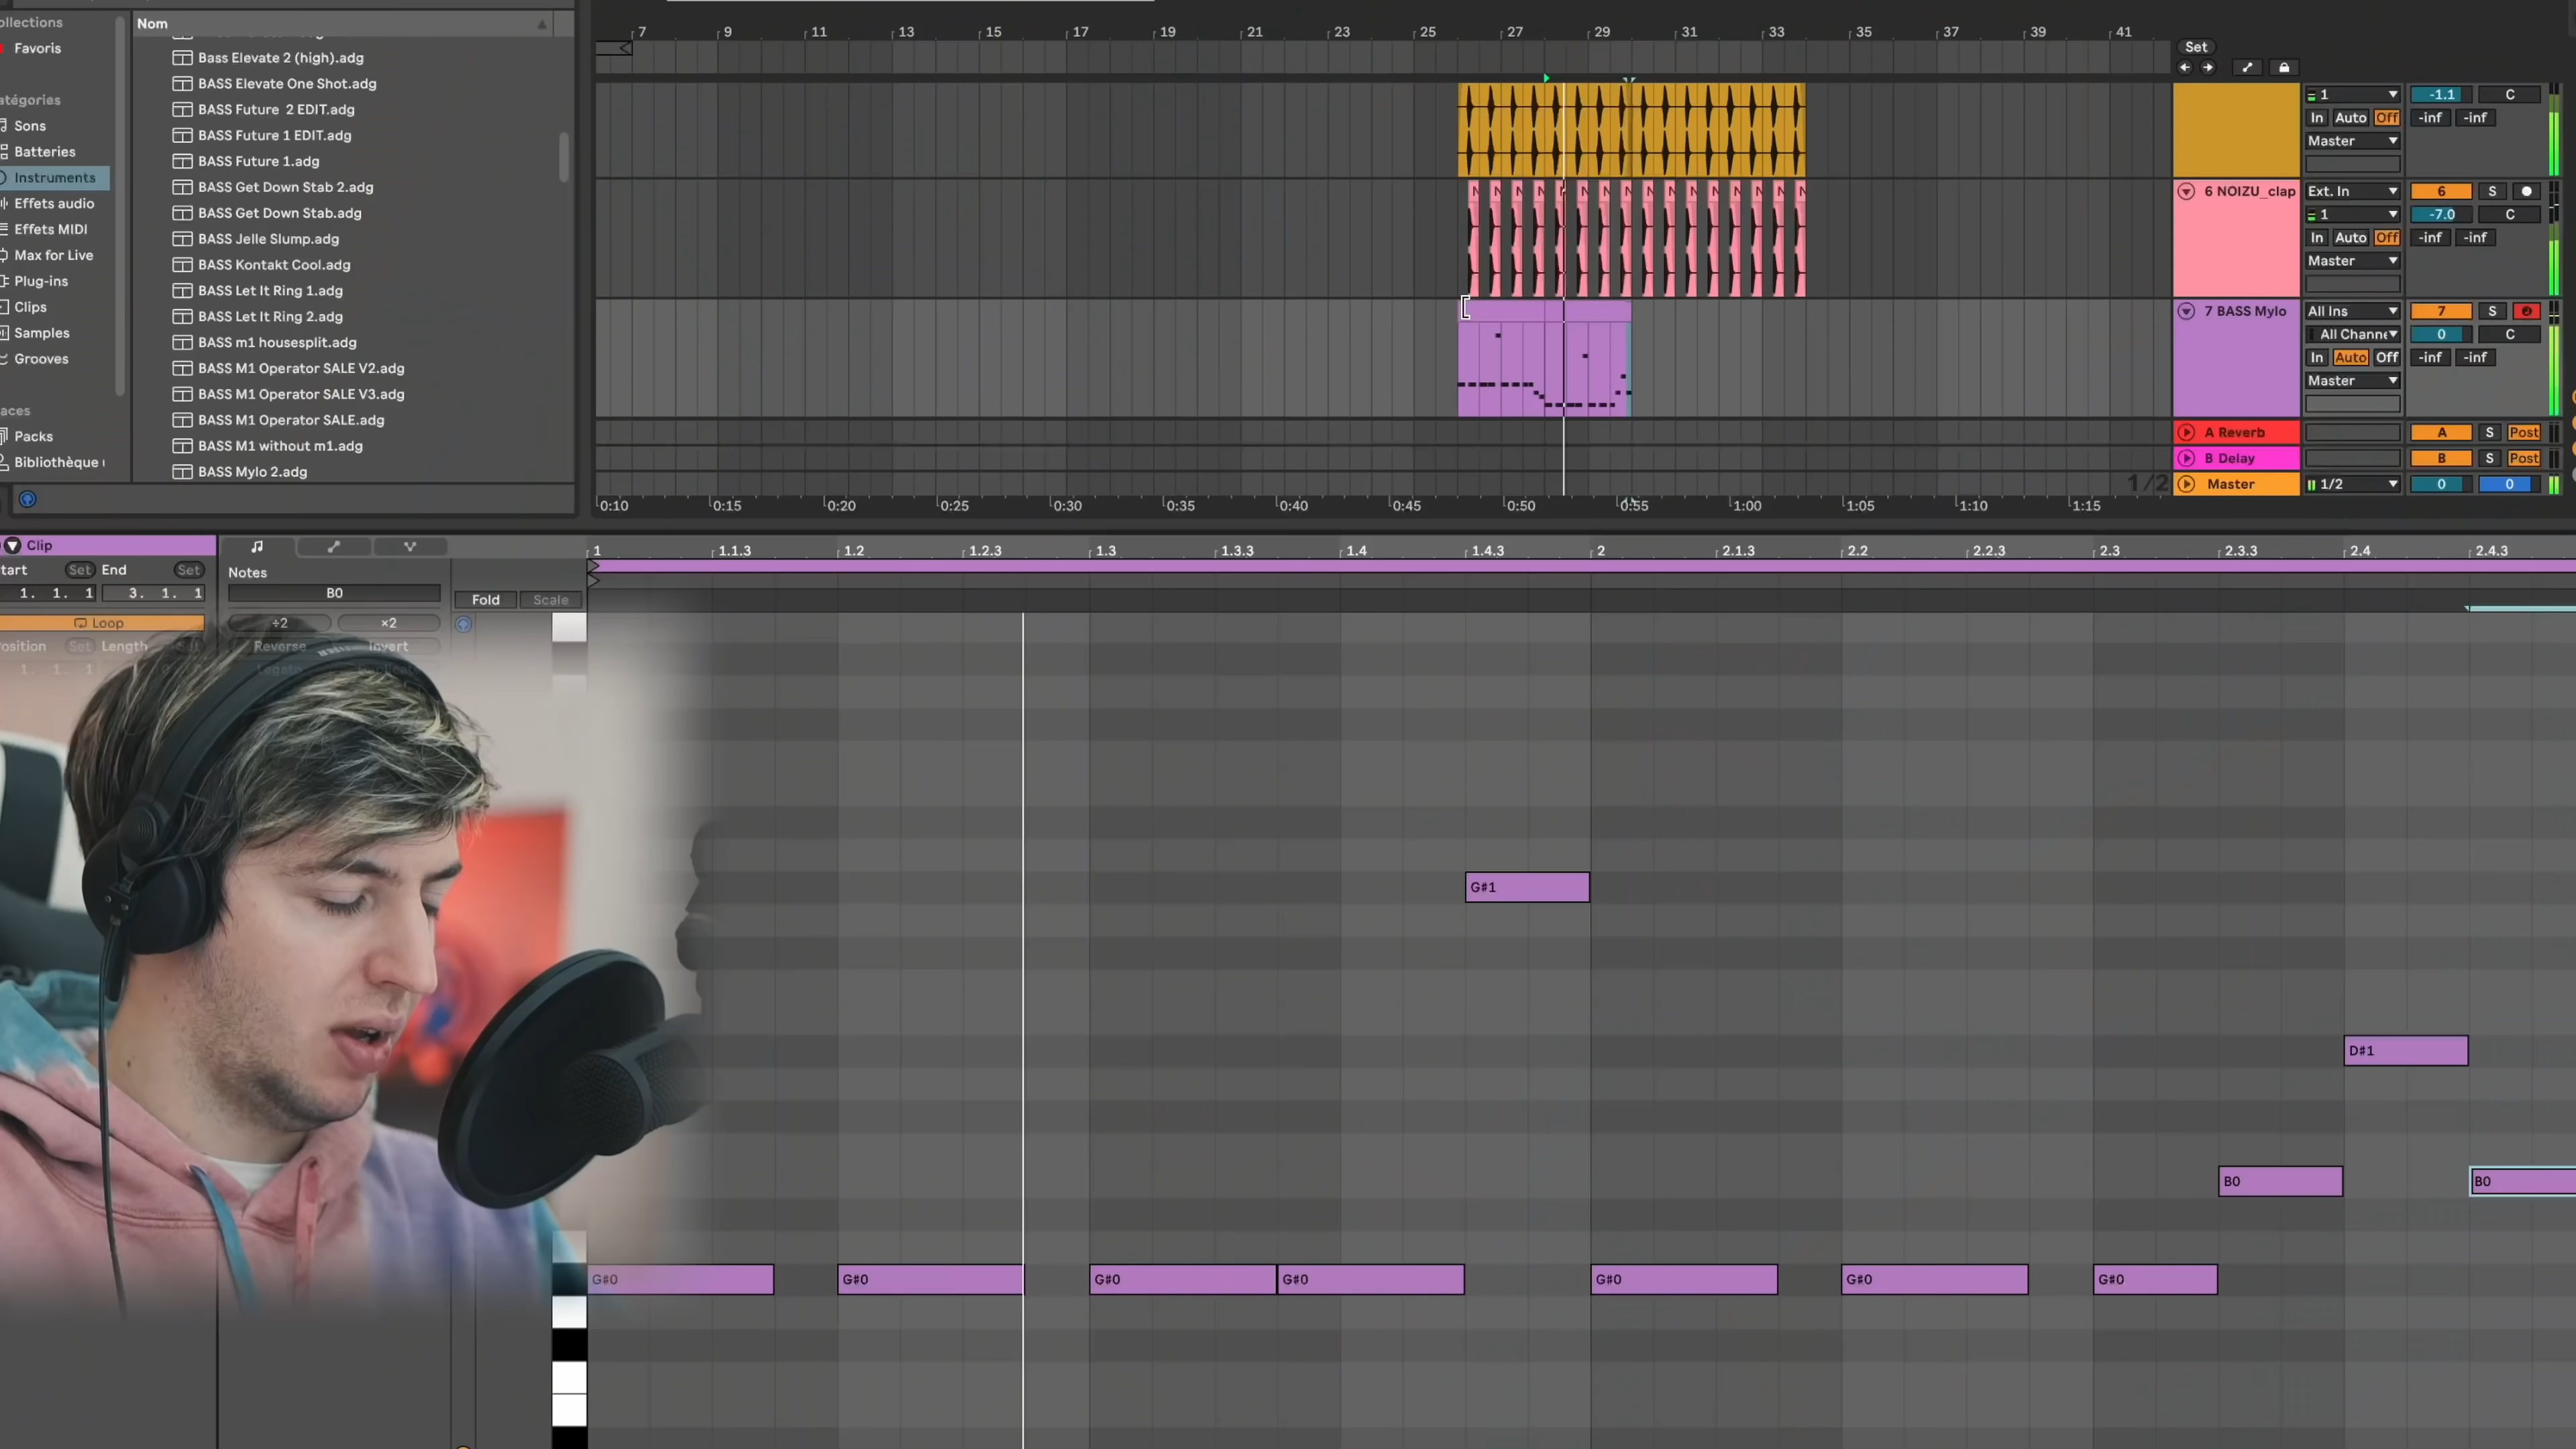 ollections
Favoris
atégories
Sons
Batteries
Instruments
Effets audio
Effets MIDI
Max for Live
Plug-ins
Clips
Samples
Grooves
aces
Packs
Bibliothèque
Nom
Bass Elevate 2 (high).adg
BASS Elevate One Shot.adg
BASS Future 2 EDIT.adg
BASS Future 1 EDIT.adg
BASS Future 1.adg
BASS Get Down Stab 2.adg
BASS Get Down Stab.adg
BASS Jelle Slump.adg
BASS Kontakt Cool.adg
BASS Let It Ring 1.adg
BASS Let It Ring 2.adg
BASS m1 housesplit.adg
BASS M1 Operator SALE V2.adg
BASS M1 Operator SALE V3.adg
BASS M1 Operator SALE.adg
BASS M1 without m1.adg
BASS Mylo 2.adg
7 9 11 13 15 17 19 21 23 25 27 29 31 33 35 37 39 41
Set
1 -1.1 C
In Auto Off -inf -inf
Master
N N N N N N N N N N N N N N N
6 NOIZU_clap Ext. In 6 S
1 -7.0 C
In Auto Off -inf -inf
Master
7 BASS Mylo All Ins 7 S
All Channe 0 C
In Auto Off -inf -inf
Master
A Reverb A S Post
B Delay B S Post
1/2 Master 1/2 0 0
0:10 0:15 0:20 0:25 0:30 0:35 0:40 0:45 0:50 0:55 1:00 1:05 1:10 1:15
Clip
tart Set End Set
1. 1. 1 3. 1. 1
Loop
osition Set Length
1. 1. 1
Notes
B0
÷2 ×2
Reverse Invert
Fold Scale
1 1.1.3 1.2 1.2.3 1.3 1.3.3 1.4 1.4.3 2 2.1.3 2.2 2.2.3 2.3 2.3.3 2.4 2.4.3
G#1
D#1
B0 B0
G#0 G#0 G#0 G#0 G#0 G#0 G#0